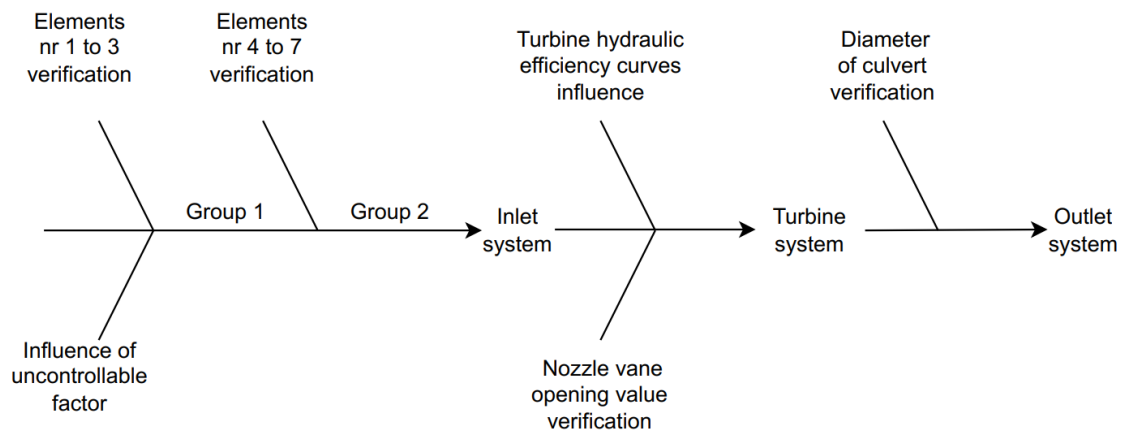 Elements
nr 1 to 3
verification
Elements
nr 4 to 7
verification
Turbine hydraulic
efficiency curves
influence
Diameter
of culvert
verification
Group 1
Group 2
Inlet
system
Turbine
system
Outlet
system
Influence of
uncontrollable
factor
Nozzle vane
opening value
verification